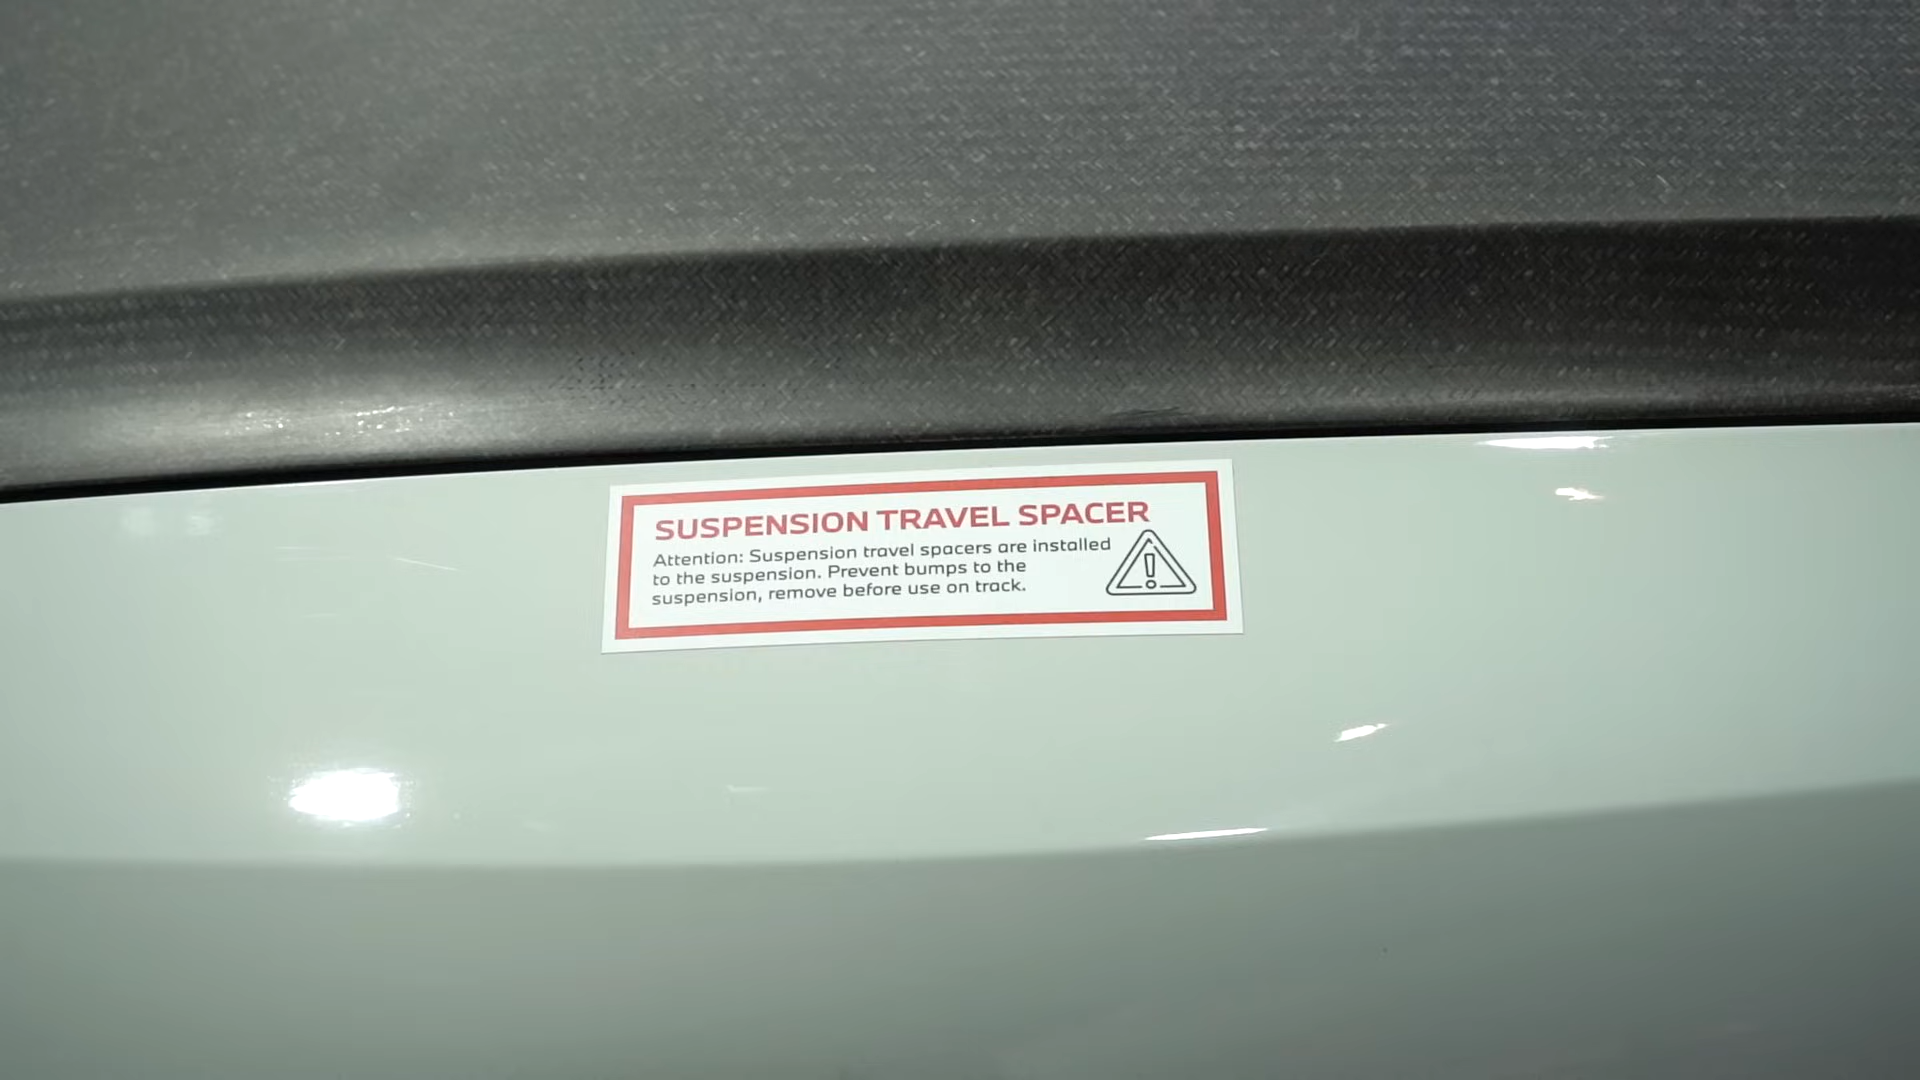 SUSPENSION TRAVEL SPACER
Attention: Suspension travel spacers are installed
to the suspension. Prevent bumps to the
suspension, remove before use on track.